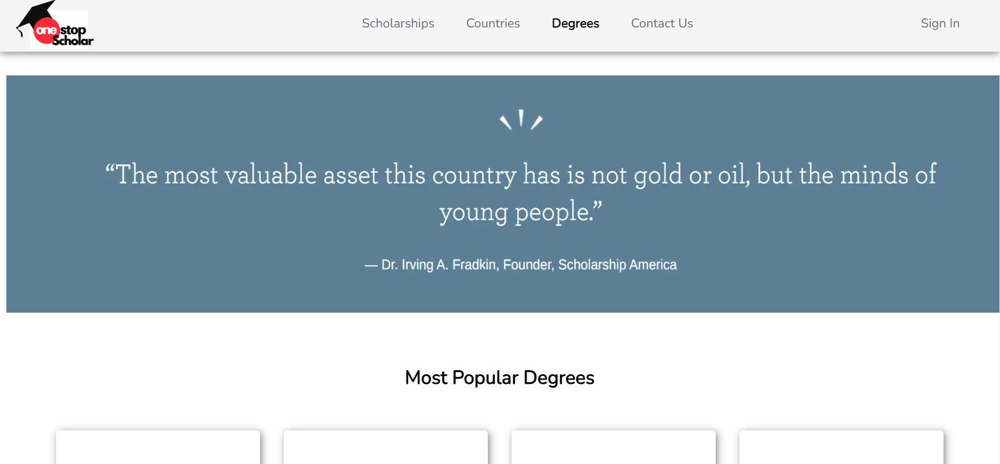 one stop
Scholar
Scholarships Countries Degrees Contact Us Sign In
“The most valuable asset this country has is not gold or oil, but the minds of
young people.”
— Dr. Irving A. Fradkin, Founder, Scholarship America
Most Popular Degrees